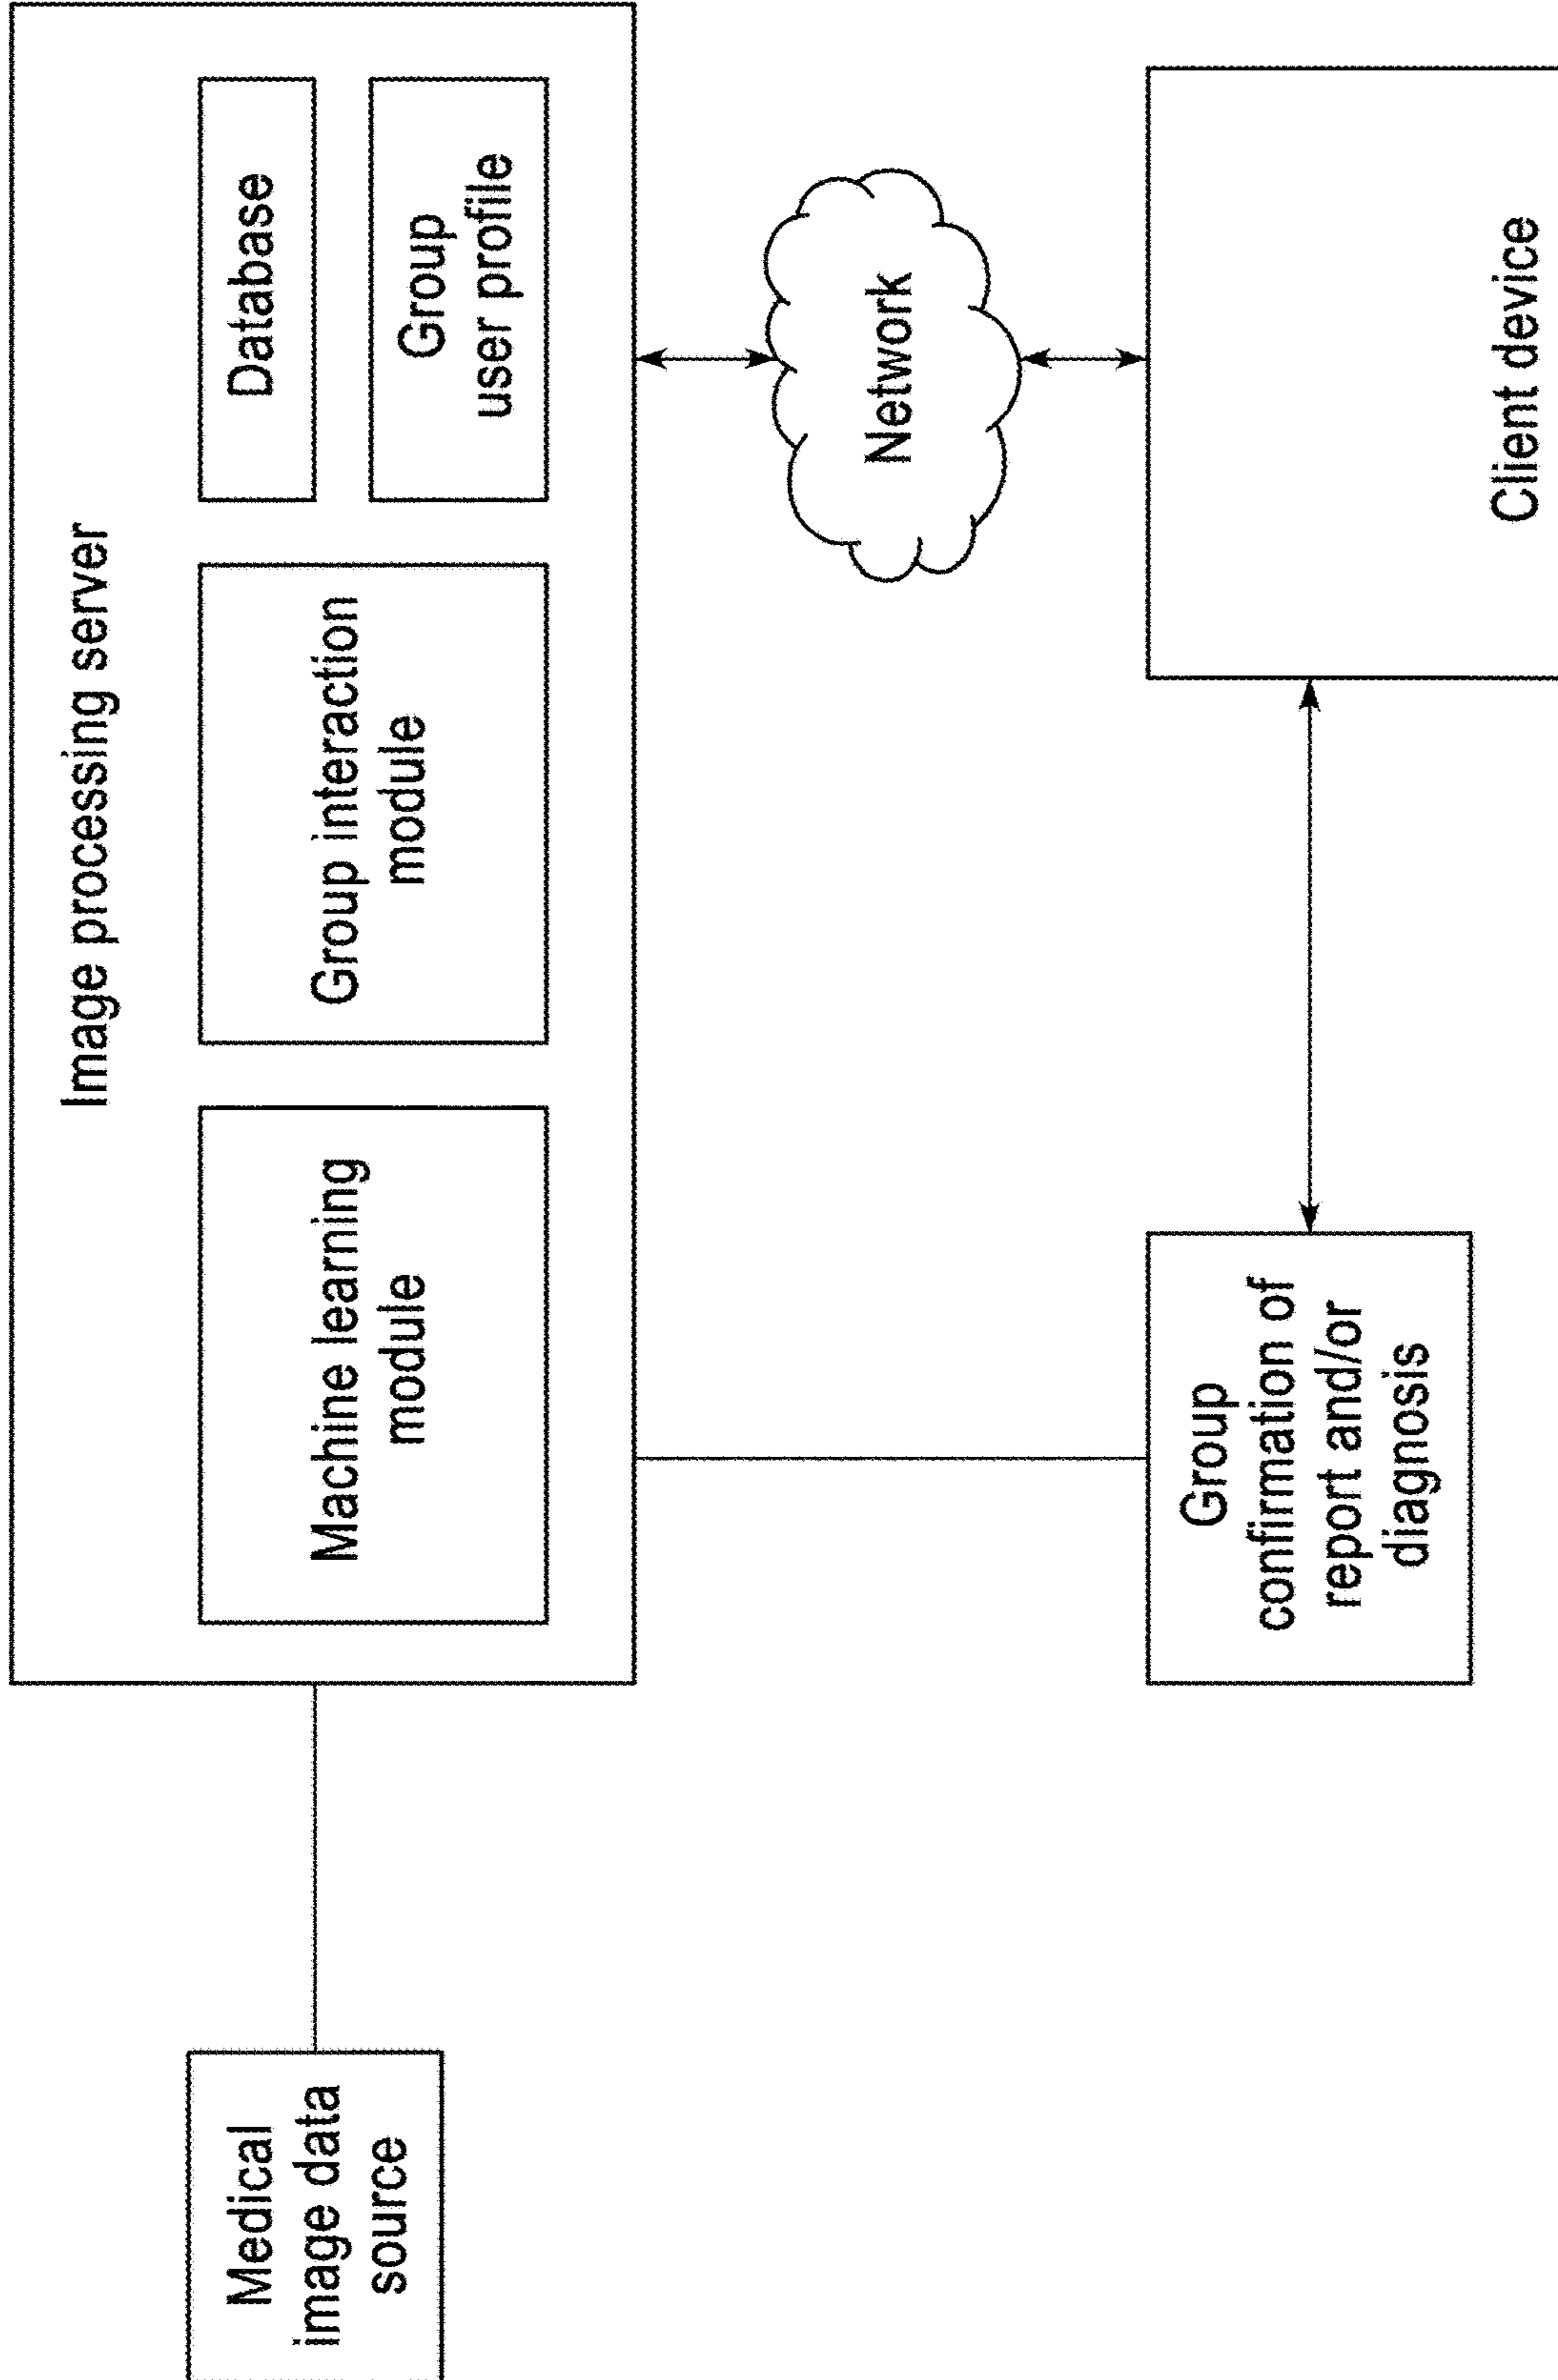 Image processing server
Medical
image data
source
Machine learning
module
Group interaction
module
Database
Group
user profile
Network
Group
confirmation of
report and/or
diagnosis
Client device